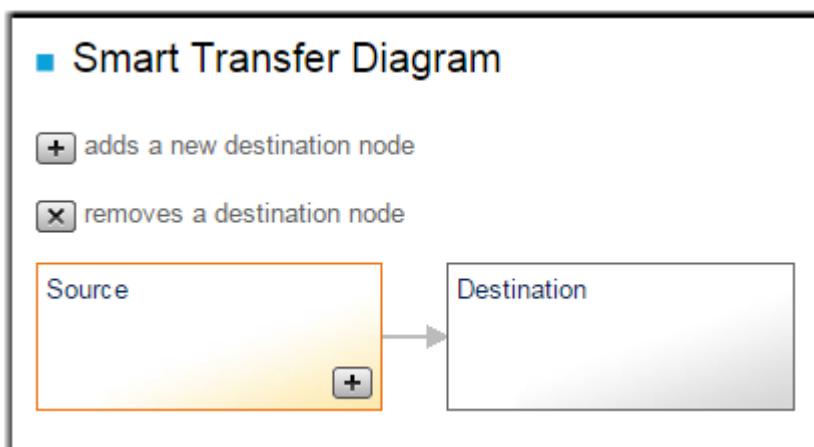 Smart Transfer Diagram
+ adds a new destination node
x removes a destination node
Source
Destination
+